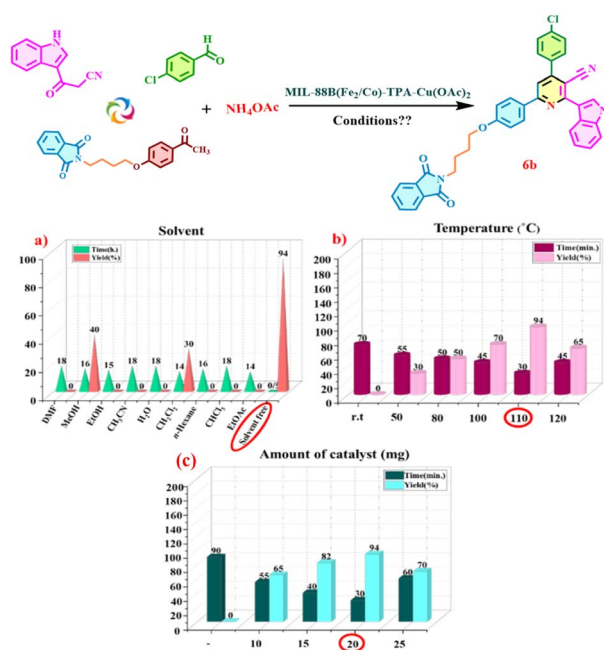 NH
O
CN
O
H
Cl
+ NH₄OAc
MIL-88B(Fe₂/Co)-TPA-Cu(OAc)₂
Conditions??
O
N
O
O
O
CH₃
Cl
CN
N
O
6b
O
N
O
a)
Solvent
Time(h.)
Yield(%)
100
80
60
40
20
0
18 0 16 40 15 0 18 0 18 0 14 30 16 0 18 0 14 0 0/5 94
DMF MeOH EtOH CH₃CN H₂O CH₂Cl₂ n-Hexane CHCl₃ EtOAc Solvent free
b)
Temperature (°C)
Time(min.)
Yield(%)
200
180
160
140
120
100
80
60
40
20
0
70 0 55 30 50 50 45 70 30 94 45 65
r.t 50 80 100 110 120
(c)
Amount of catalyst (mg)
Time(min.)
Yield(%)
200
180
160
140
120
100
80
60
40
20
0
90 0 55 65 40 82 30 94 60 70
- 10 15 20 25